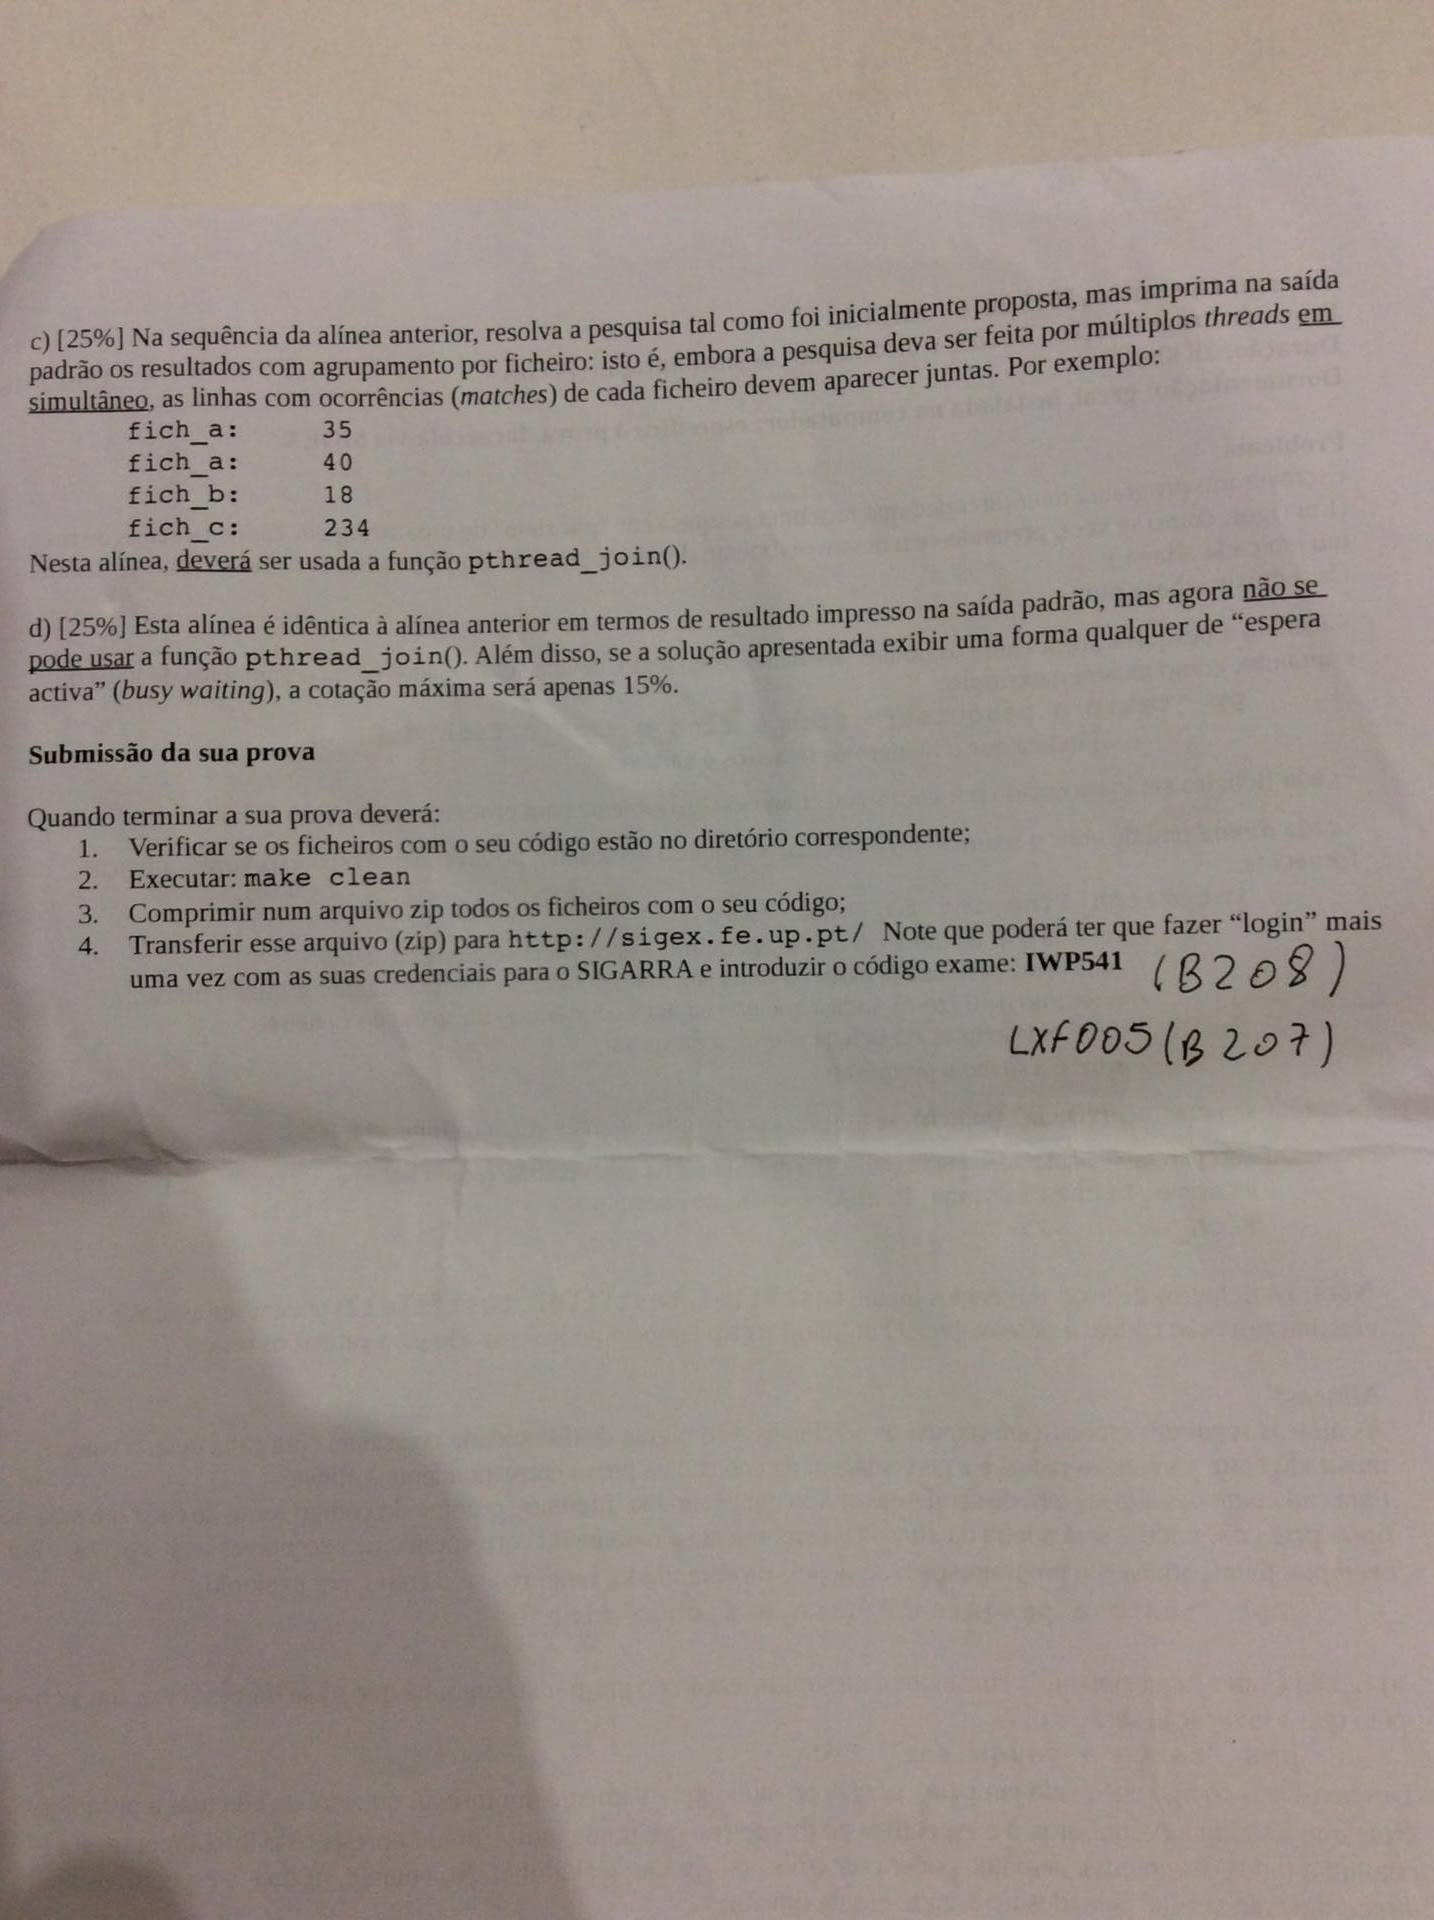 c) [25%] Na sequência da alínea anterior, resolva a pesquisa tal como foi inicialmente proposta, mas imprima na saída
padrão os resultados com agrupamento por ficheiro: isto é, embora a pesquisa deva ser feita por múltiplos threads em
simultâneo, as linhas com ocorrências (matches) de cada ficheiro devem aparecer juntas. Por exemplo:
fich_a: 35
fich_a: 40
fich_b: 18
fich_c: 234
Nesta alínea, deverá ser usada a função pthread_join().
d) [25%] Esta alínea é idêntica à alínea anterior em termos de resultado impresso na saída padrão, mas agora não se
pode usar a função pthread_join(). Além disso, se a solução apresentada exibir uma forma qualquer de “espera
activa” (busy waiting), a cotação máxima será apenas 15%.
Submissão da sua prova
Quando terminar a sua prova deverá:
1. Verificar se os ficheiros com o seu código estão no diretório correspondente;
2. Executar: make clean
3. Comprimir num arquivo zip todos os ficheiros com o seu código;
4. Transferir esse arquivo (zip) para http://sigex.fe.up.pt/ Note que poderá ter que fazer “login” mais
uma vez com as suas credenciais para o SIGARRA e introduzir o código exame: IWP541 (B208)
LXF005 (B207)